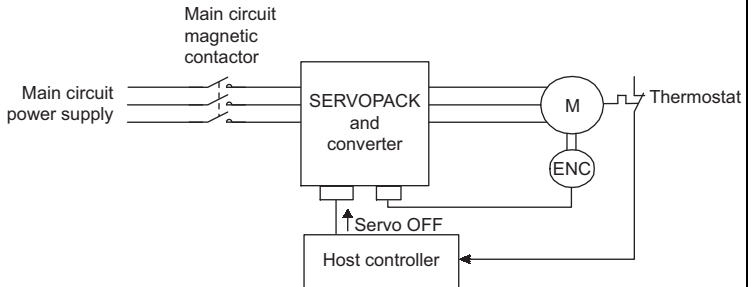 Main circuit
magnetic
contactor
Main circuit
power supply
SERVOPACK
and
converter
M
Thermostat
ENC
Servo OFF
Host controller